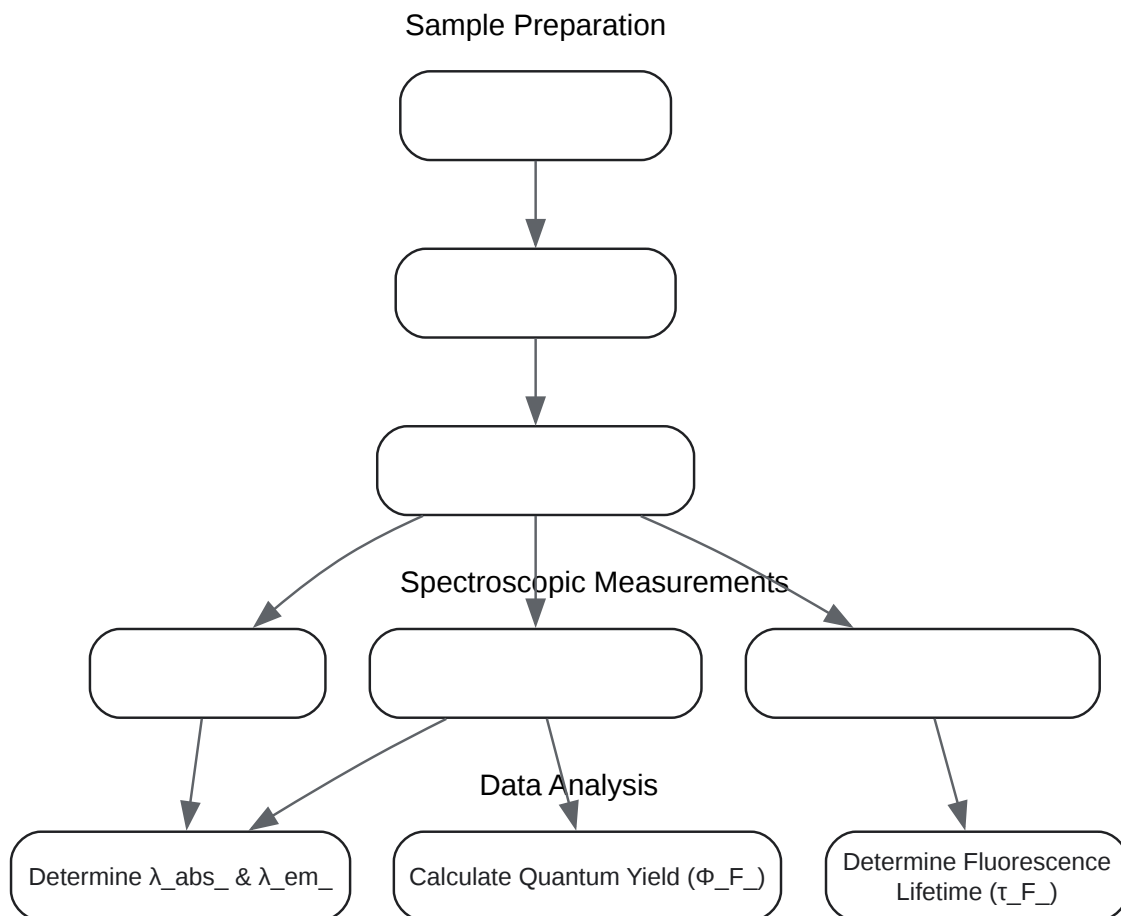 Sample Preparation
Spectroscopic Measurements
Data Analysis
Determine λ_abs_ & λ_em_
Calculate Quantum Yield (Φ_F_)
Determine Fluorescence
Lifetime (τ_F_)